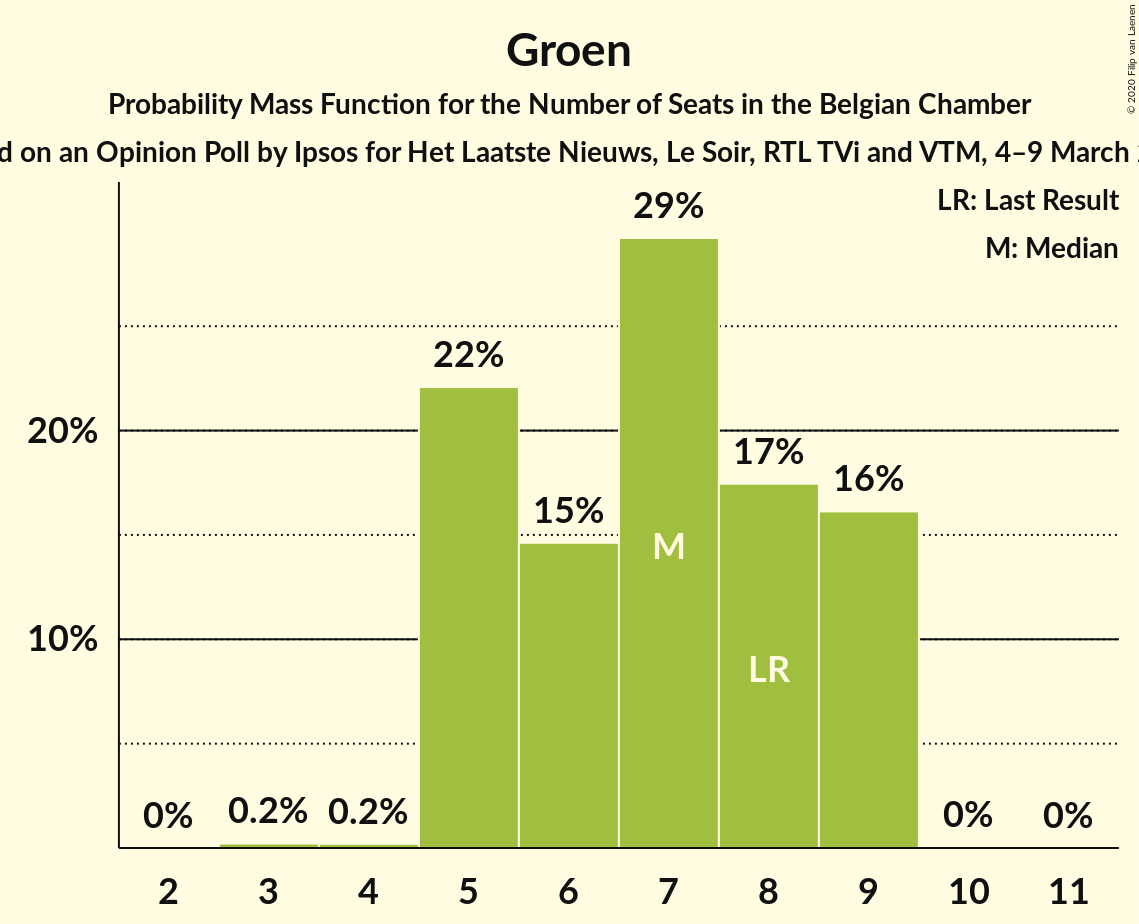 Groen
Probability Mass Function for the Number of Seats in the Belgian Chamber
on an Opinion Poll by Ipsos for Het Laatste Nieuws, Le Soir, RTL TVi and VTM, 4–9 March
© 2020 Filip van Laenen
LR: Last Result
M: Median
29%
22%
20%
17%
16%
15%
M
10%
LR
0% 0.2% 0.2% 0% 0%
2 3 4 5 6 7 8 9 10 11